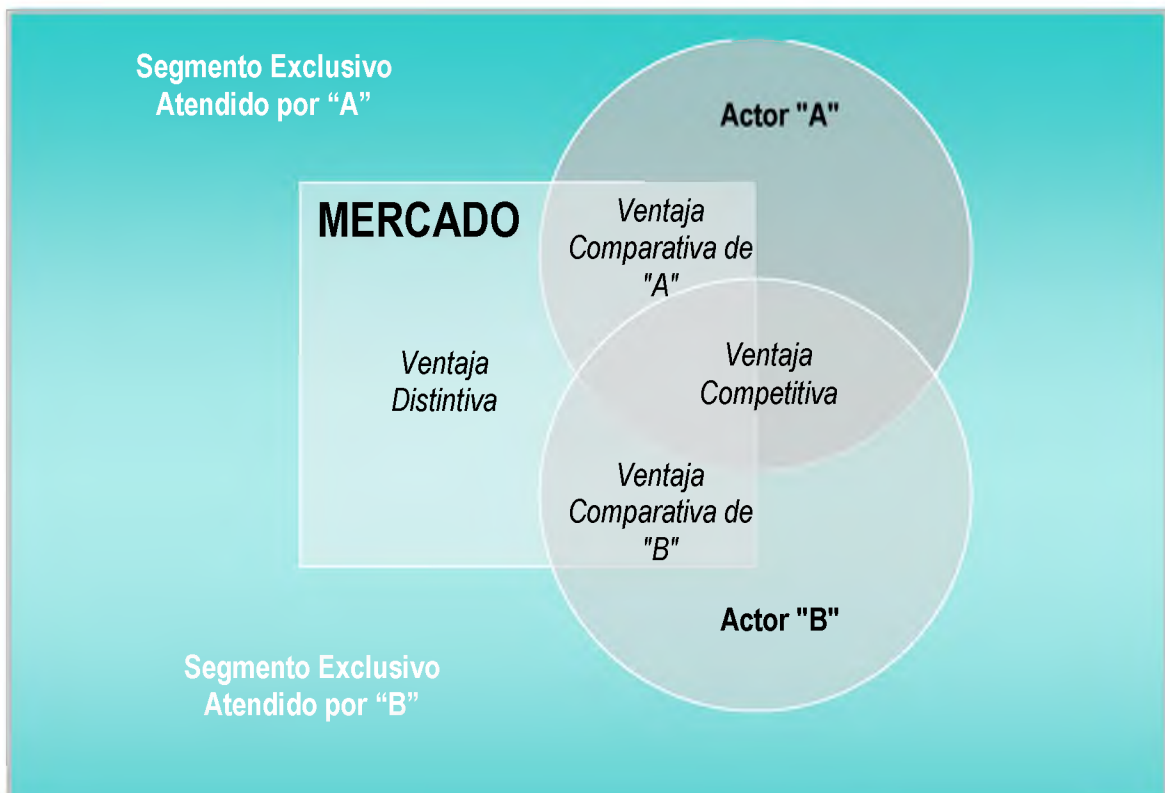 Segmento Exclusivo
Atendido por “A”
Actor "A"
MERCADO
Ventaja
Comparativa de
"A"
Ventaja
Distintiva
Ventaja
Competitiva
Ventaja
Comparativa de
"B"
Actor "B"
Segmento Exclusivo
Atendido por “B”